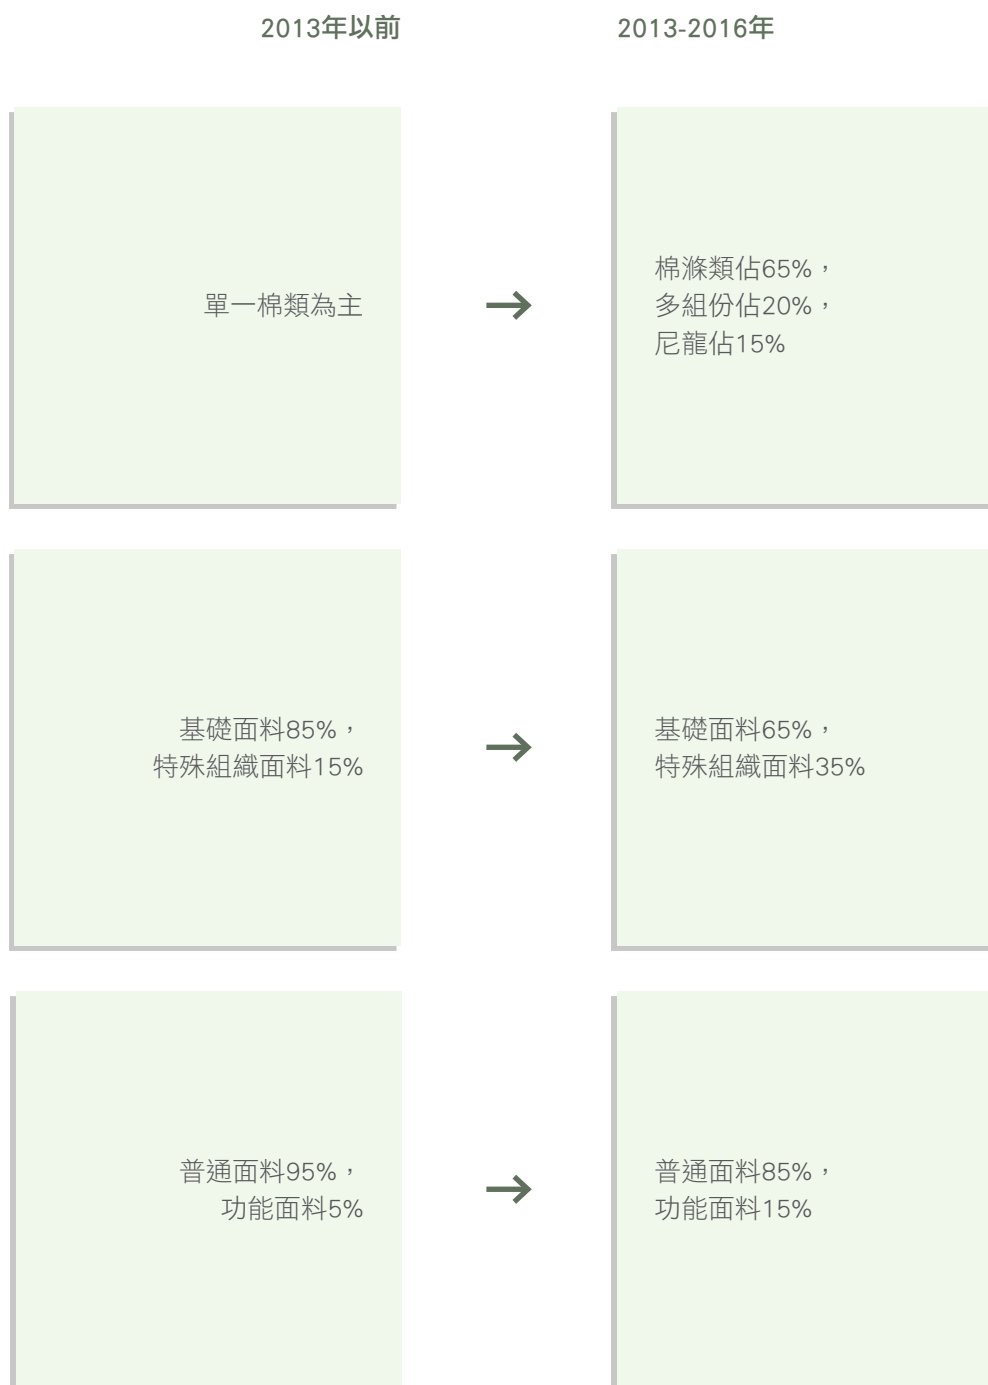 2013年以前
2013-2016年
單一棉類為主
棉滌類佔65%，
多組份佔20%，
尼龍佔15%
基礎面料85%，
特殊組織面料15%
基礎面料65%，
特殊組織面料35%
普通面料95%，
功能面料5%
普通面料85%，
功能面料15%